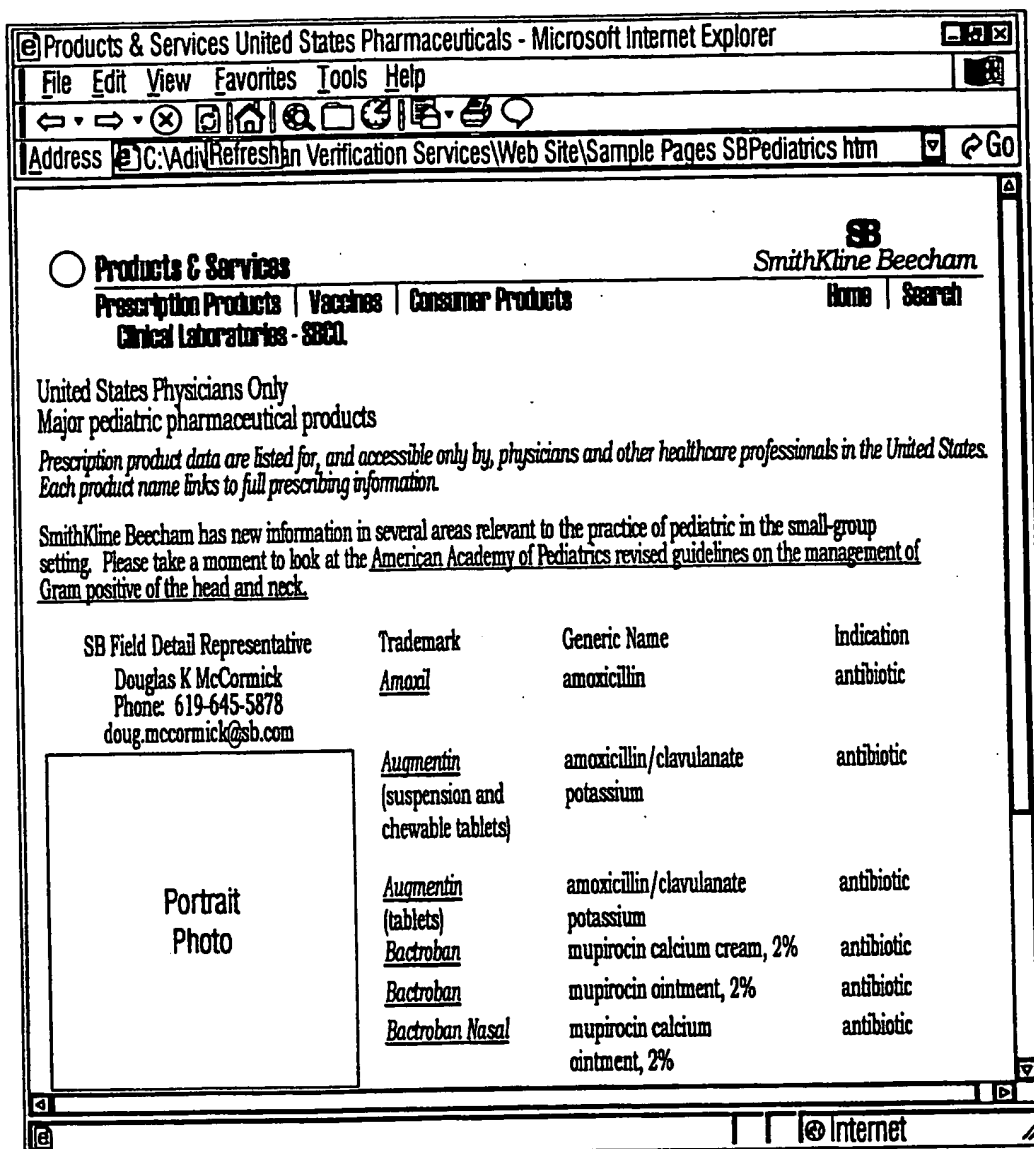 Products & Services United States Pharmaceuticals - Microsoft Internet Explorer
File Edit View Favorites Tools Help
Address C:\Adi Refresh an Verification Services\Web Site\Sample Pages SBPediatrics htm Go
SB
SmithKline Beecham
Products & Services
Prescription Products | Vaccines | Consumer Products Home | Search
Clinical Laboratories - SBCO.
United States Physicians Only
Major pediatric pharmaceutical products
Prescription product data are listed for, and accessible only by, physicians and other healthcare professionals in the United States.
Each product name links to full prescribing information.
SmithKline Beecham has new information in several areas relevant to the practice of pediatric in the small-group
setting. Please take a moment to look at the American Academy of Pediatrics revised guidelines on the management of
Gram positive of the head and neck.
SB Field Detail Representative Trademark Generic Name Indication
Douglas K McCormick Amoxil amoxicillin antibiotic
Phone: 619-645-5878
doug.mccormick@sb.com
Augmentin amoxicillin/clavulanate antibiotic
(suspension and potassium
chewable tablets)
Portrait
Photo
Augmentin amoxicillin/clavulanate antibiotic
(tablets) potassium
Bactroban mupirocin calcium cream, 2% antibiotic
Bactroban mupirocin ointment, 2% antibiotic
Bactroban Nasal mupirocin calcium antibiotic
ointment, 2%
Internet